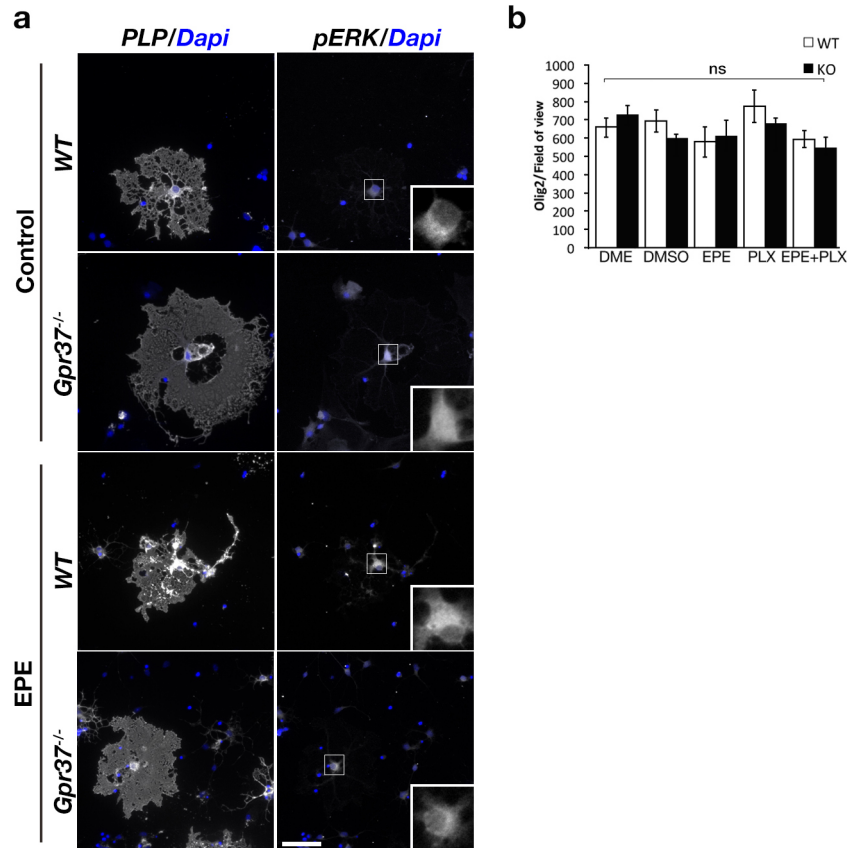 a
PLP/Dapi pERK/Dapi
Control
WT
Gpr37-/-
EPE
WT
Gpr37-/-
b
WT
KO
ns
Olig2/Field of view
1000
900
800
700
600
500
400
300
200
100
0
DME DMSO EPE PLX EPE+PLX